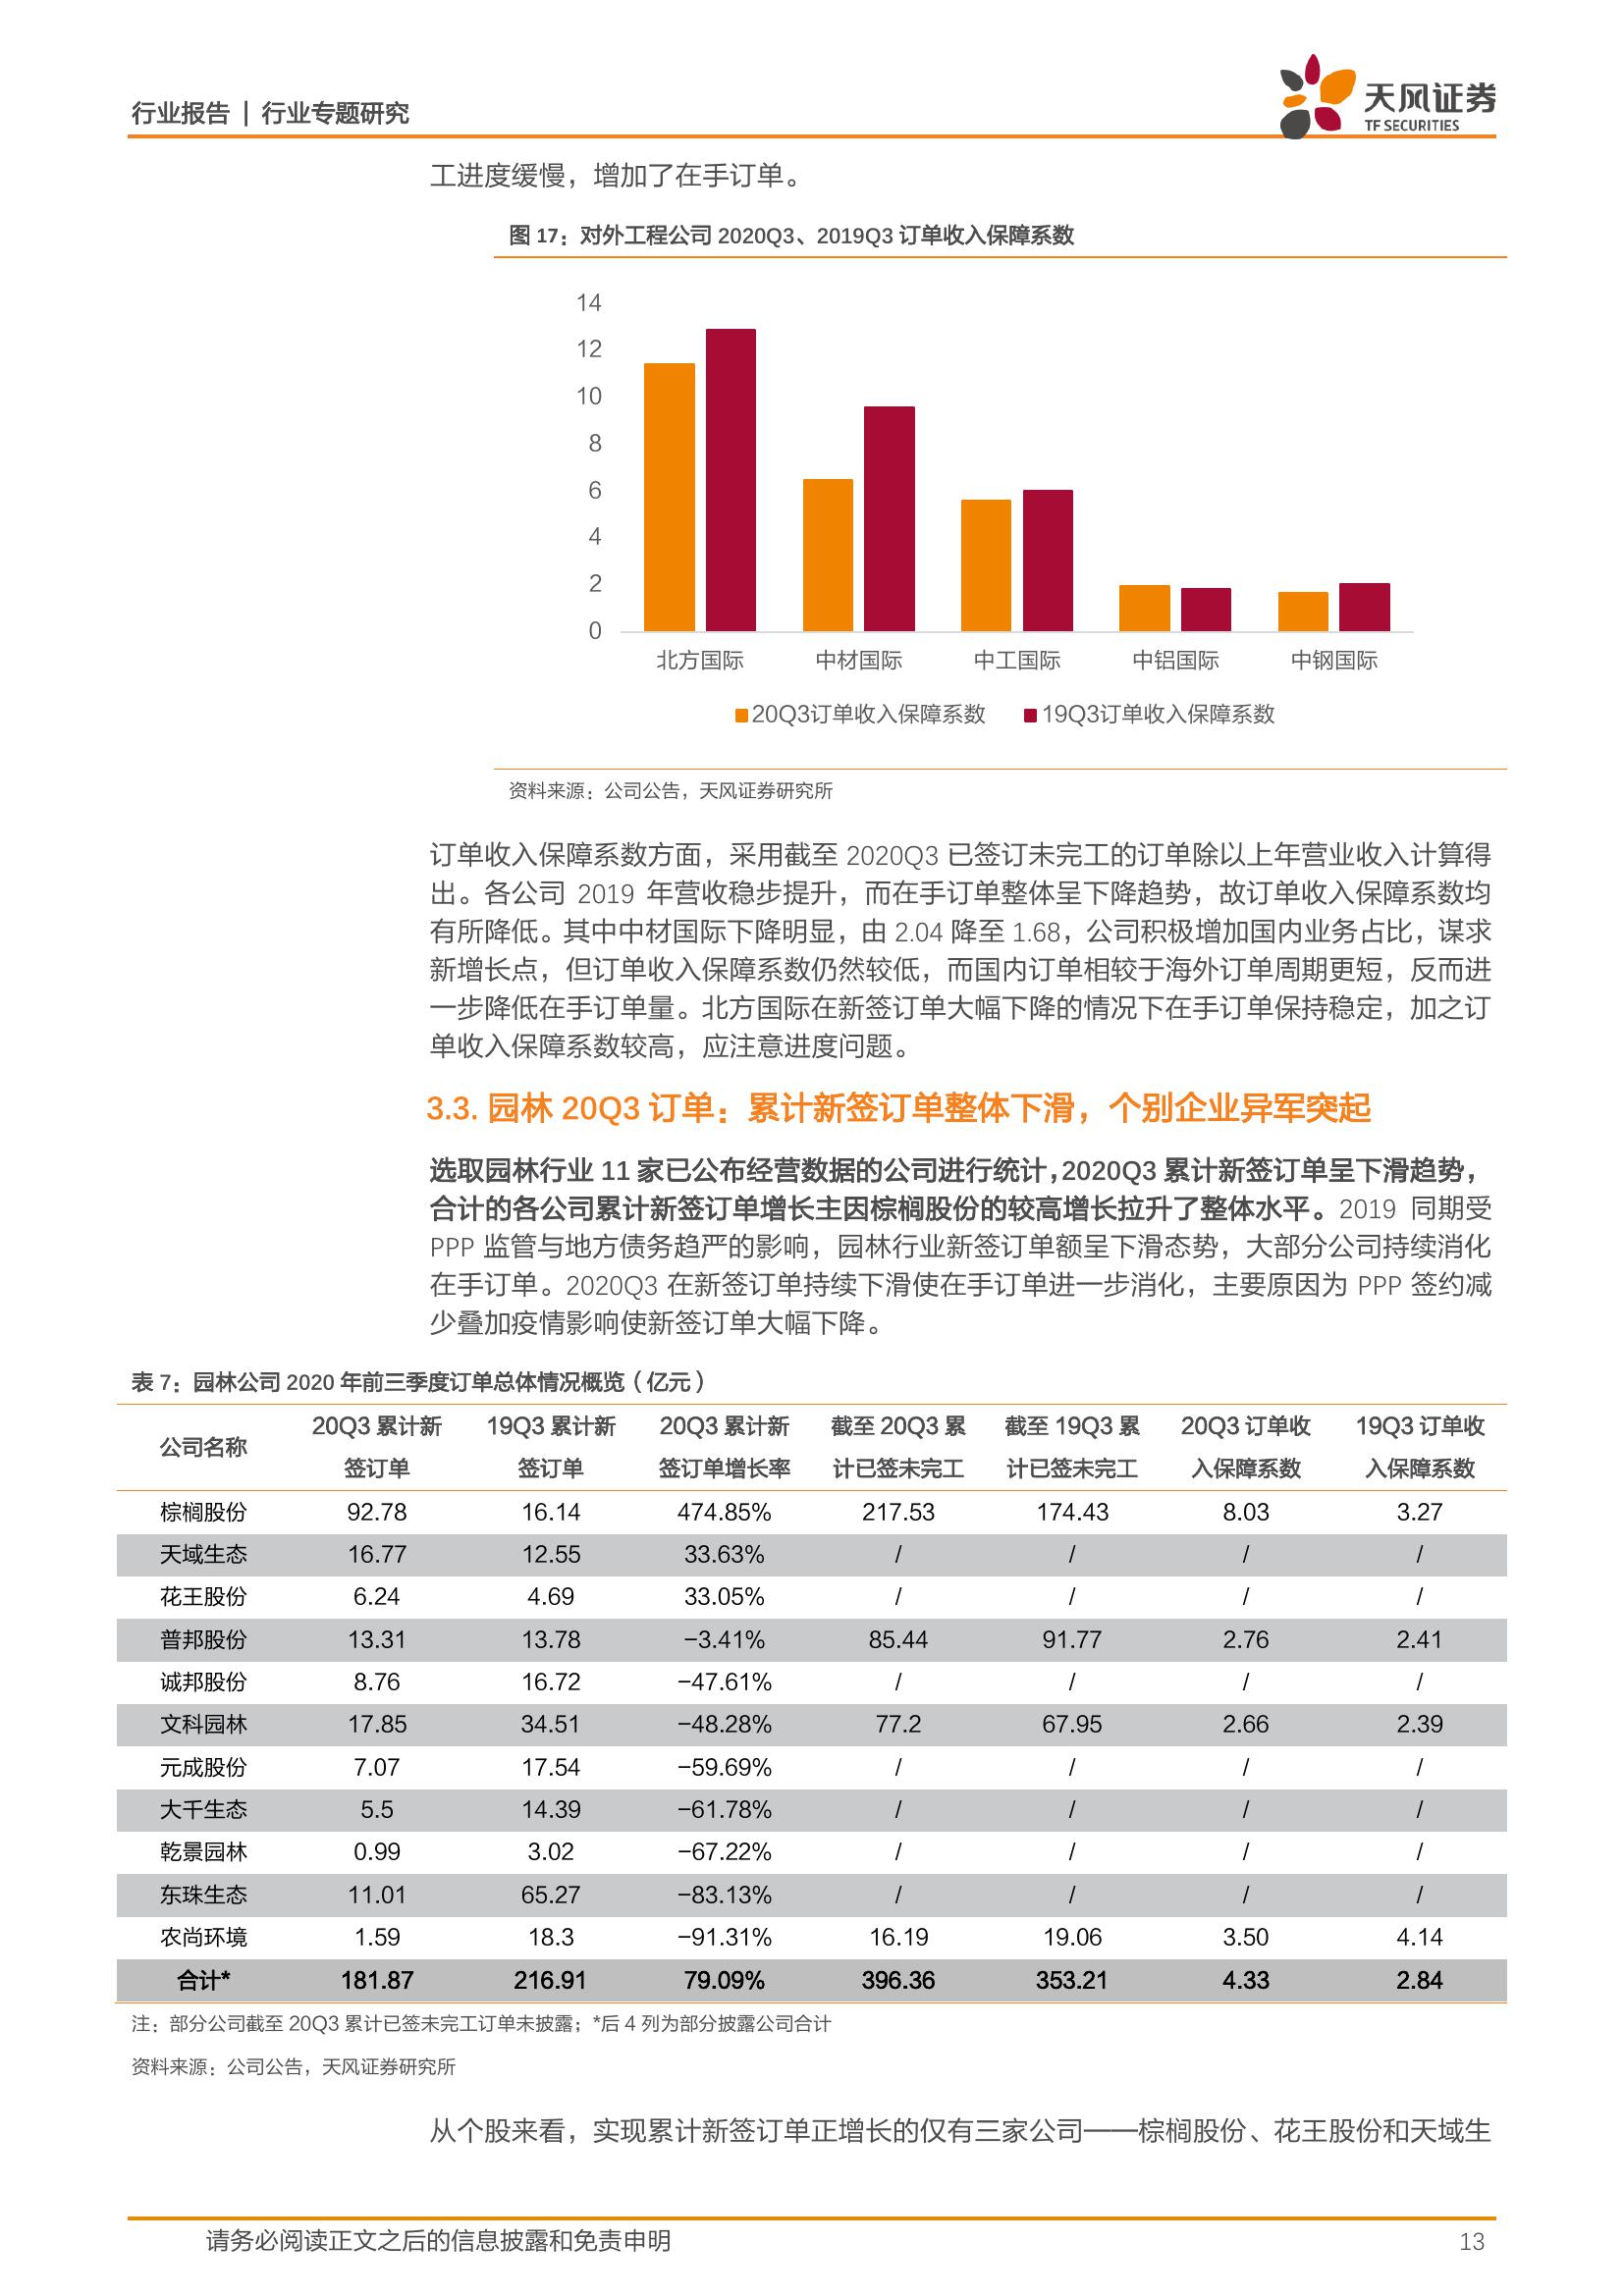 行业报告 | 行业专题研究
天风证券
TF SECURITIES
工进度缓慢，增加了在手订单。
图 17：对外工程公司 2020Q3、2019Q3 订单收入保障系数
14
12
10
8
6
4
2
0
北方国际 中材国际 中工国际 中铝国际 中钢国际
20Q3订单收入保障系数 19Q3订单收入保障系数
资料来源：公司公告，天风证券研究所
订单收入保障系数方面，采用截至 2020Q3 已签订未完工的订单除以上年营业收入计算得
出。各公司 2019 年营收稳步提升，而在手订单整体呈下降趋势，故订单收入保障系数均
有所降低。其中中材国际下降明显，由 2.04 降至 1.68，公司积极增加国内业务占比，谋求
新增长点，但订单收入保障系数仍然较低，而国内订单相较于海外订单周期更短，反而进
一步降低在手订单量。北方国际在新签订单大幅下降的情况下在手订单保持稳定，加之订
单收入保障系数较高，应注意进度问题。
3.3. 园林 20Q3 订单：累计新签订单整体下滑，个别企业异军突起
选取园林行业 11 家已公布经营数据的公司进行统计，2020Q3 累计新签订单呈下滑趋势，
合计的各公司累计新签订单增长主因棕榈股份的较高增长拉升了整体水平。2019 同期受
PPP 监管与地方债务趋严的影响，园林行业新签订单额呈下滑态势，大部分公司持续消化
在手订单。2020Q3 在新签订单持续下滑使在手订单进一步消化，主要原因为 PPP 签约减
少叠加疫情影响使新签订单大幅下降。
表 7：园林公司 2020 年前三季度订单总体情况概览（亿元）
公司名称 20Q3 累计新签订单 19Q3 累计新签订单 20Q3 累计新签订单增长率 截至 20Q3 累计已签未完工 截至 19Q3 累计已签未完工 20Q3 订单收入保障系数 19Q3 订单收入保障系数
棕榈股份 92.78 16.14 474.85% 217.53 174.43 8.03 3.27
天域生态 16.77 12.55 33.63% / / / /
花王股份 6.24 4.69 33.05% / / / /
普邦股份 13.31 13.78 -3.41% 85.44 91.77 2.76 2.41
诚邦股份 8.76 16.72 -47.61% / / / /
文科园林 17.85 34.51 -48.28% 77.2 67.95 2.66 2.39
元成股份 7.07 17.54 -59.69% / / / /
大千生态 5.5 14.39 -61.78% / / / /
乾景园林 0.99 3.02 -67.22% / / / /
东珠生态 11.01 65.27 -83.13% / / / /
农尚环境 1.59 18.3 -91.31% 16.19 19.06 3.50 4.14
合计* 181.87 216.91 79.09% 396.36 353.21 4.33 2.84
注：部分公司截至 20Q3 累计已签未完工订单未披露；*后 4 列为部分披露公司合计
资料来源：公司公告，天风证券研究所
从个股来看，实现累计新签订单正增长的仅有三家公司——棕榈股份、花王股份和天域生
请务必阅读正文之后的信息披露和免责申明
13